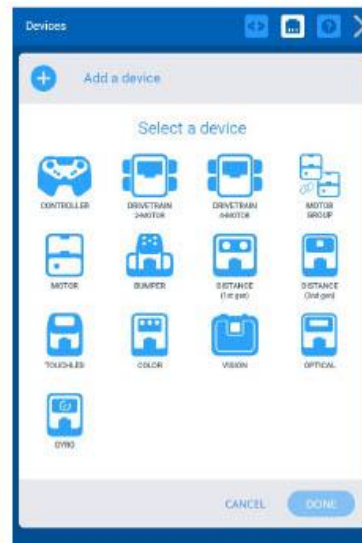 Devices
Add a device
Select a device
CONTROLLER
DRIVETRAIN
2-MOTOR
DRIVETRAIN
4-MOTOR
MOTOR
GROUP
MOTOR
BUMPER
DISTANCE
(1st gen)
DISTANCE
(2nd gen)
TOUCHLED
COLOR
VISION
OPTICAL
GYRO
CANCEL
DONE